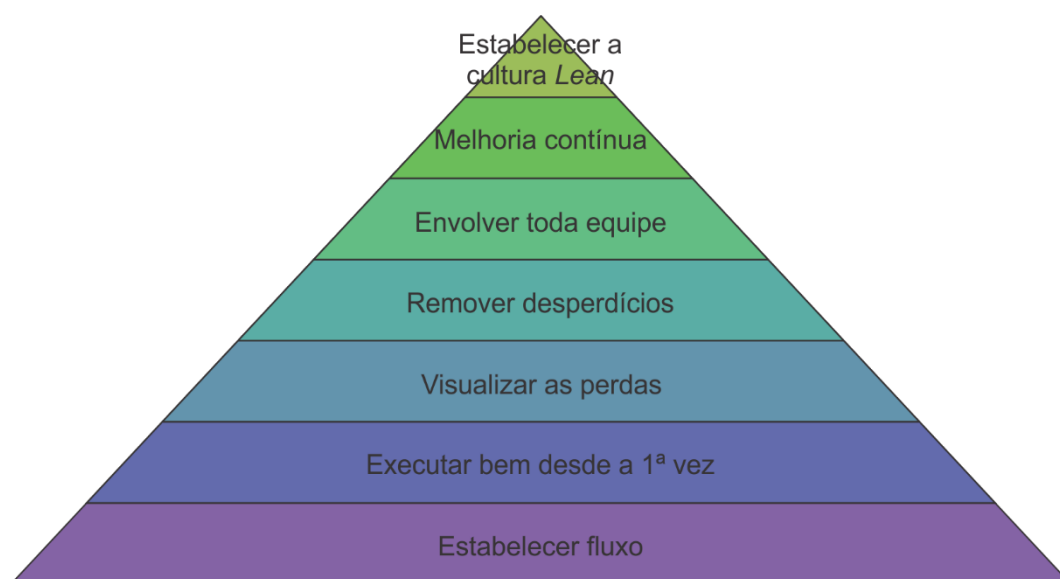 Estabelecer a
cultura Lean
Melhoria contínua
Envolver toda equipe
Remover desperdícios
Visualizar as perdas
Executar bem desde a 1ª vez
Estabelecer fluxo